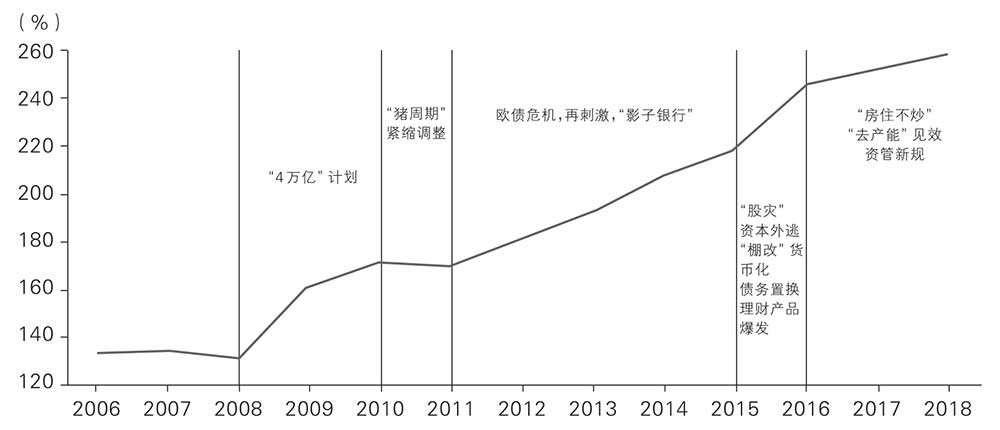 (%)
260
240
220
200
180
160
140
120
2006 2007 2008 2009 2010 2011 2012 2013 2014 2015 2016 2017 2018
“4万亿” 计划
“猪周期”
紧缩调整
欧债危机，再刺激，“影子银行”
“股灾”
资本外逃
“棚改” 货
币化
债务置换
理财产品
爆发
“房住不炒”
“去产能” 见效
资管新规